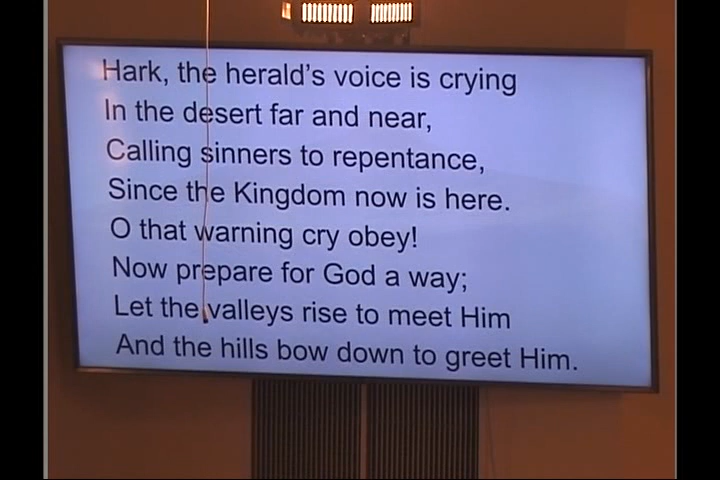 Hark, the herald's voice is crying
In the desert far and near,
Calling sinners to repentance,
Since the Kingdom now is here.
O that warning cry obey!
Now prepare for God a way;
Let the valleys rise to meet Him
And the hills bow down to greet Him.